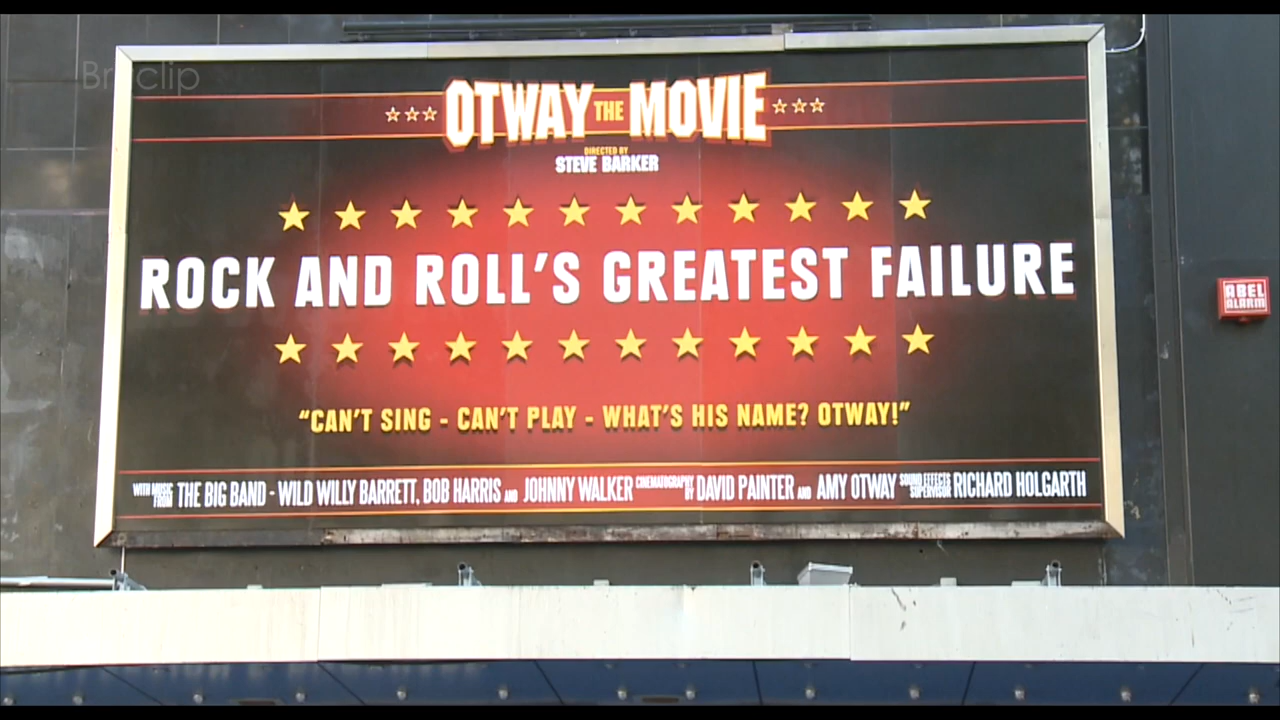 Broclip
OTWAY THE MOVIE
DIRECTED BY
STEVE BARKER
ROCK AND ROLL'S GREATEST FAILURE
"CAN'T SING - CAN'T PLAY - WHAT'S HIS NAME? OTWAY!"
WITH MUSIC FROM THE BIG BAND - WILD WILLY BARRETT, BOB HARRIS AND JOHNNY WALKER CINEMATOGRAPHY BY DAVID PAINTER AND AMY OTWAY SOUND EFFECTS SUPERVISOR RICHARD HOLGARTH
ABEL
ALARM